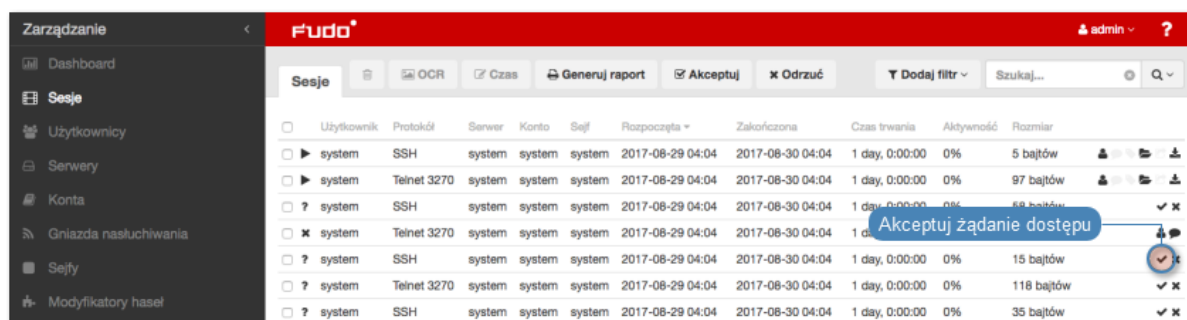 Zarządzanie
Fudo
admin
?
Dashboard
Sesje
Użytkownicy
Serwery
Konta
Gniazda nasłuchiwania
Sejfy
Modyfikatory haseł
Sesje OCR Czas Generuj raport Akceptuj Odrzuć Dodaj filtr Szukaj...
Użytkownik Protokół Serwer Konto Sejf Rozpoczęta Zakończona Czas trwania Aktywność Rozmiar
system SSH system system system 2017-08-29 04:04 2017-08-30 04:04 1 day, 0:00:00 0% 5 bajtów
system Telnet 3270 system system system 2017-08-29 04:04 2017-08-30 04:04 1 day, 0:00:00 0% 97 bajtów
? system SSH system system system 2017-08-29 04:04 2017-08-30 04:04 1 day, 0:00:00 0% 58 bajtów
system Telnet 3270 system system system 2017-08-29 04:04 2017-08-30 04:04
Akceptuj żądanie dostępu
? system SSH system system system 2017-08-29 04:04 2017-08-30 04:04 1 day, 0:00:00 0% 15 bajtów
? system Telnet 3270 system system system 2017-08-29 04:04 2017-08-30 04:04 1 day, 0:00:00 0% 118 bajtów
? system SSH system system system 2017-08-29 04:04 2017-08-30 04:04 1 day, 0:00:00 0% 35 bajtów